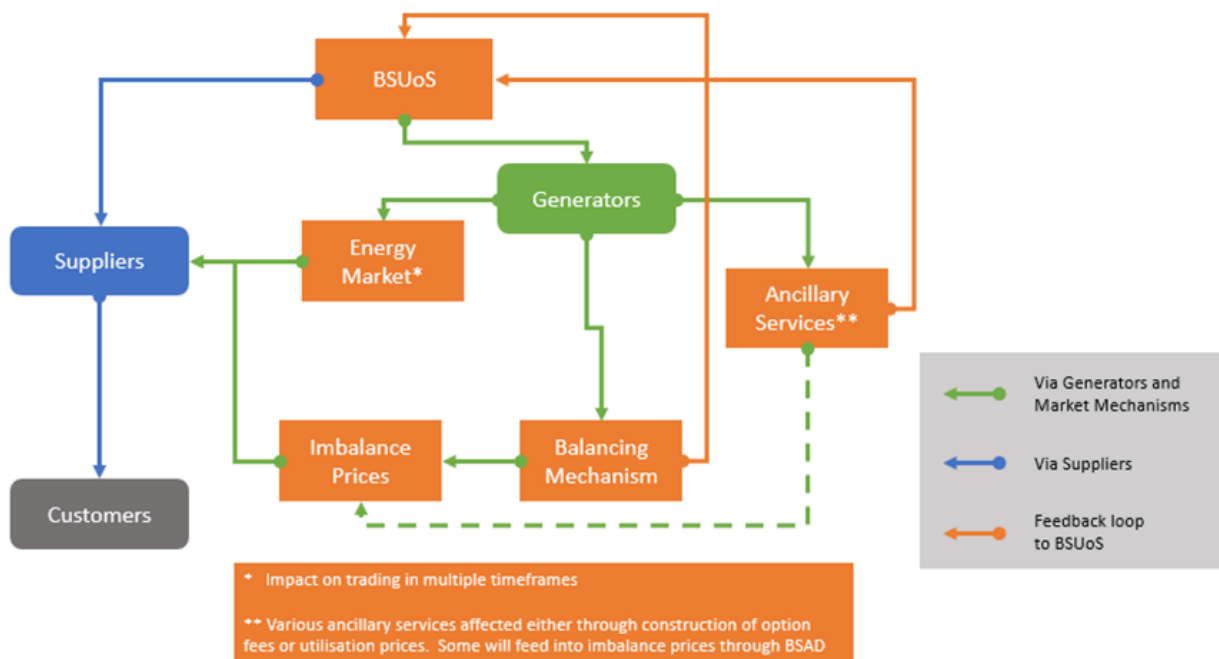 BSUoS
Generators
Suppliers
Energy
Market*
Ancillary
Services**
Via Generators and
Market Mechanisms
Imbalance
Prices
Balancing
Mechanism
Via Suppliers
Customers
Feedback loop
to BSUoS
* Impact on trading in multiple timeframes
** Various ancillary services affected either through construction of option
fees or utilisation prices. Some will feed into imbalance prices through BSAD